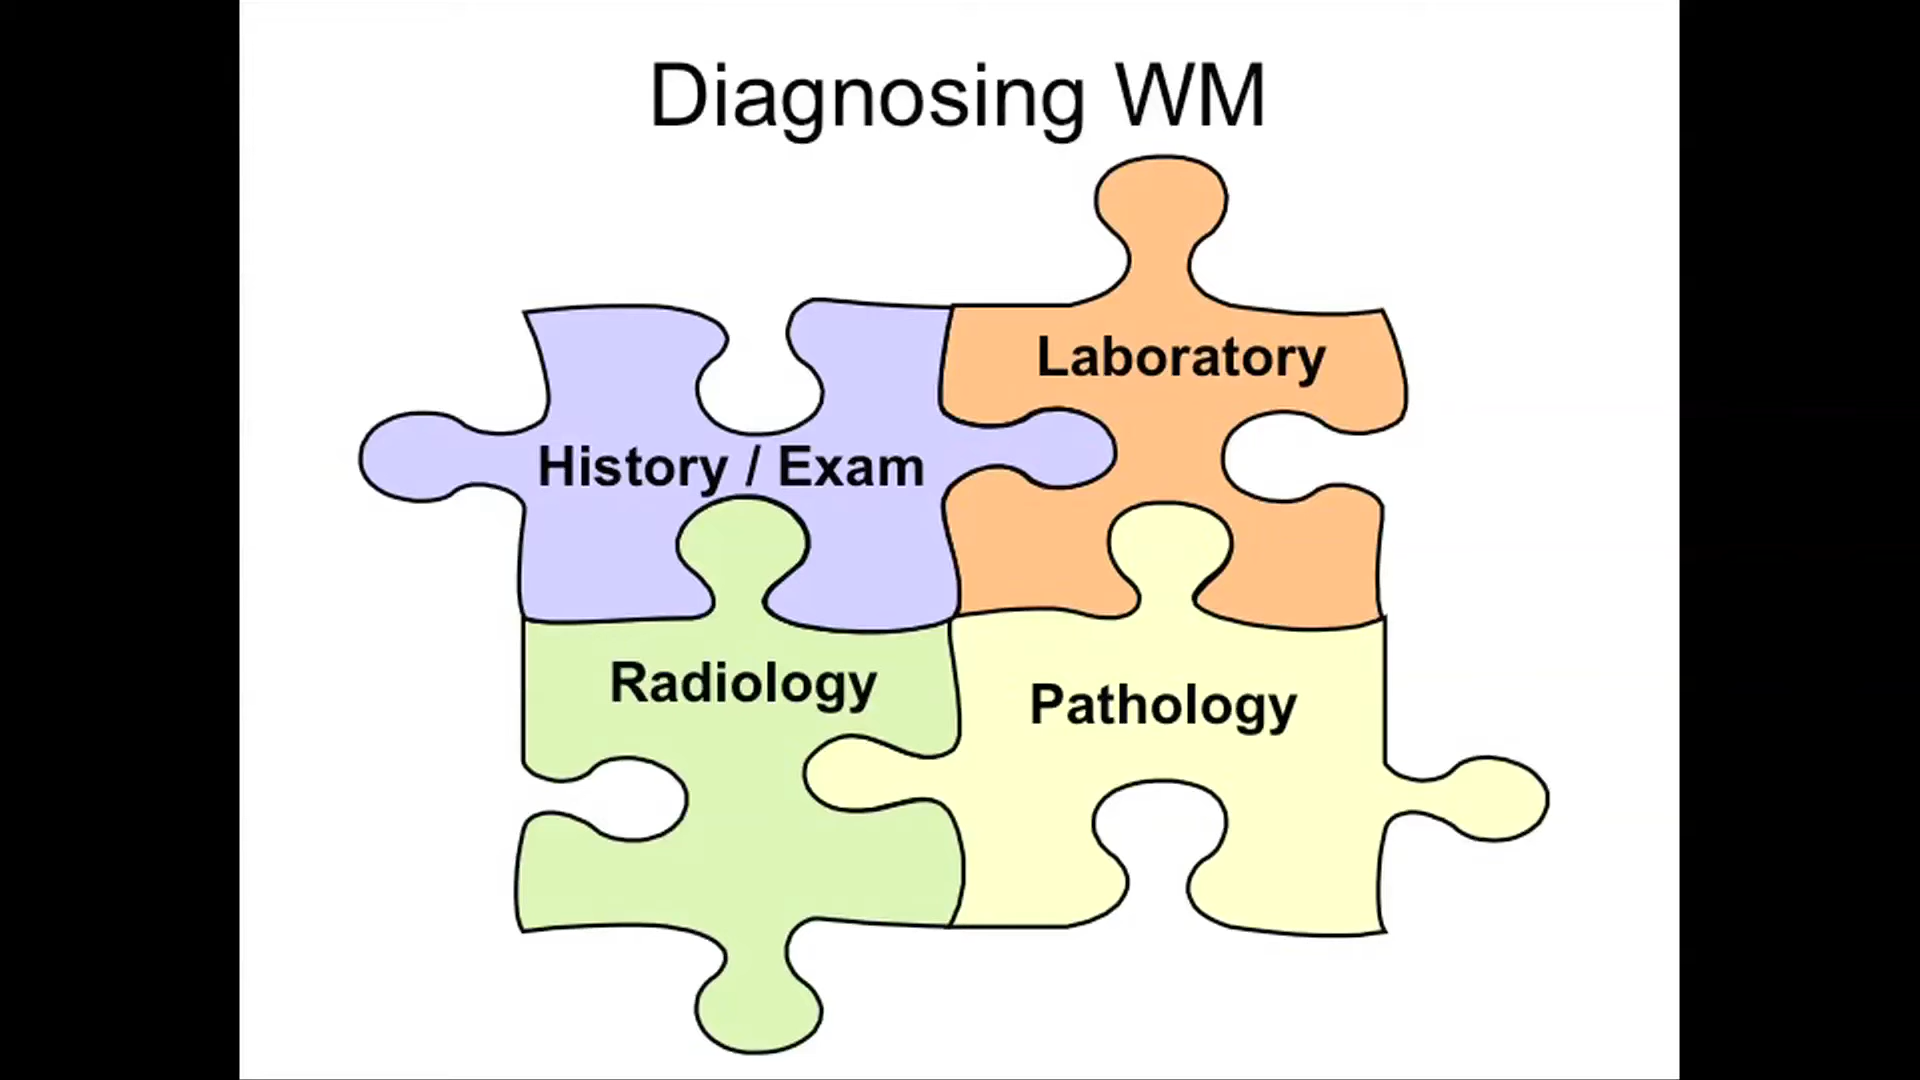 Diagnosing WM
Laboratory
History / Exam
Radiology
Pathology